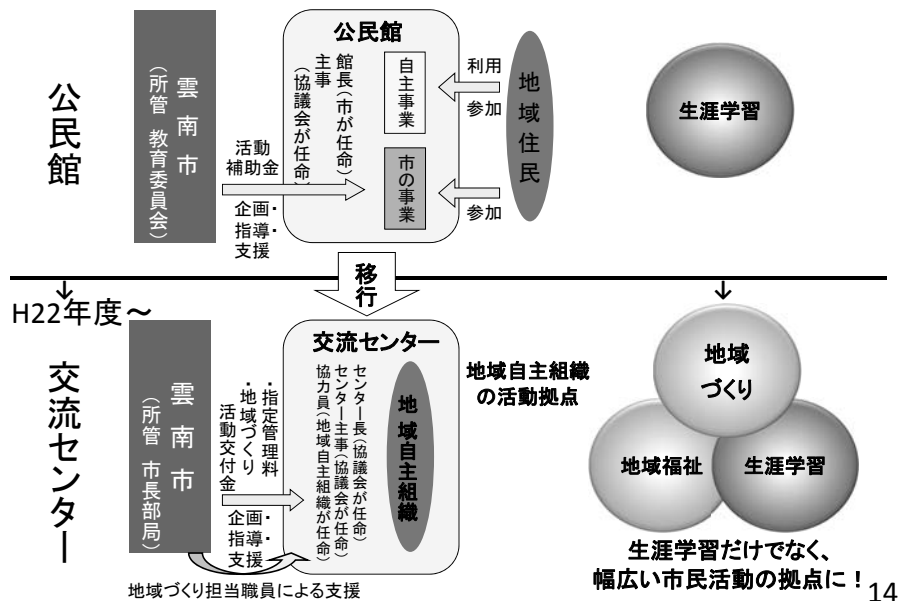 公民館
雲南市
（所管 教育委員会）
活動
補助金
企画・
指導・
支援
公民館
館長（市が任命）
主事
（協議会が任命）
自主事業
市の事業
利用
参加
参加
地域住民
生涯学習
移行
H22年度～
↓
↓
交流センター
雲南市
（所管 市長部局）
・指定管理料
・地域づくり
活動交付金
企画・
指導・
支援
地域づくり担当職員による支援
交流センター
センター長（協議会が任命）
センター主事（協議会が任命）
協力員（地域自主組織が任命）
地域自主組織
地域自主組織
の活動拠点
地域
づくり
地域福祉
生涯学習
生涯学習だけでなく、
幅広い市民活動の拠点に！
14